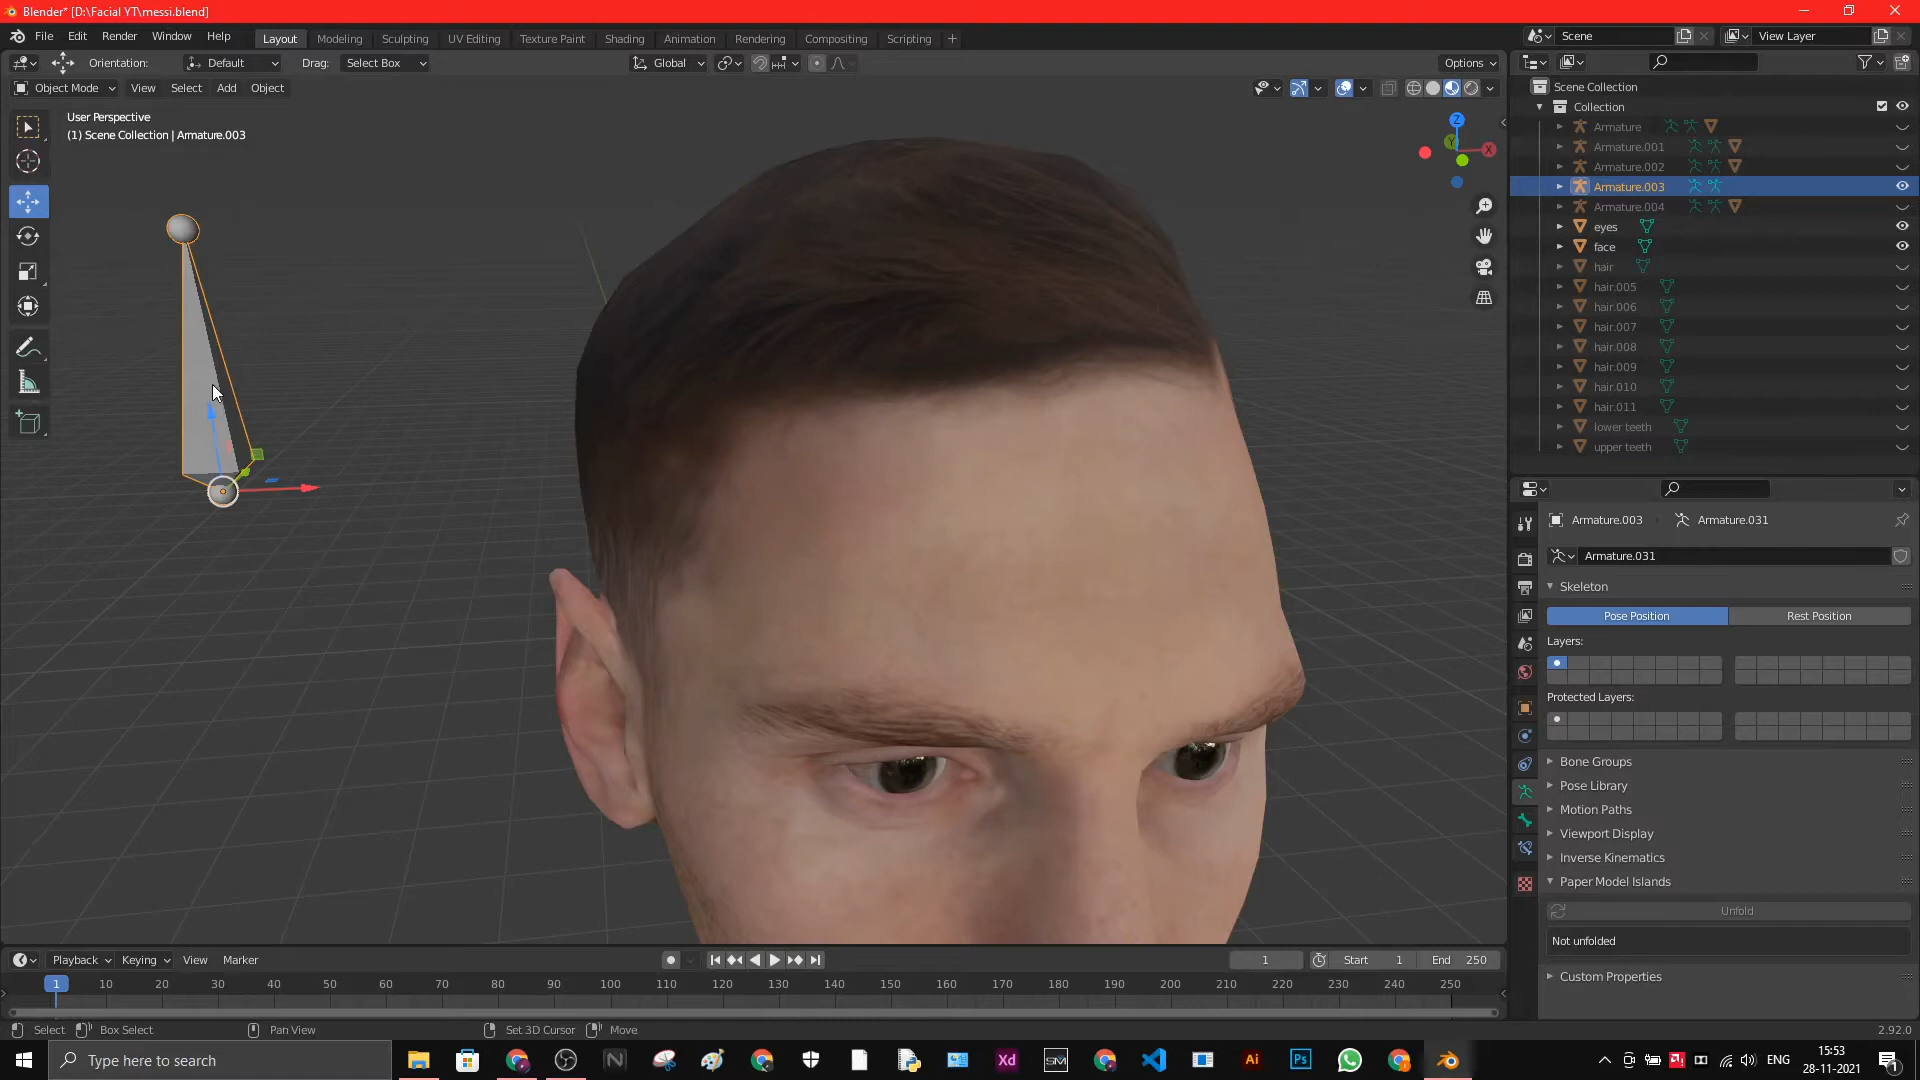 Blender* [D:\Facial YT\messi.blend]
File Edit Render Window Help Layout Modeling Sculpting UV Editing Texture Paint Shading Animation Rendering Compositing Scripting + Scene View Layer
Orientation: Default Drag: Select Box Global Options
Object Mode View Select Add Object
User Perspective
(1) Scene Collection | Armature.003
Z
Y
X
Scene Collection
Collection
Armature
Armature.001
Armature.002
Armature.003
Armature.004
eyes
face
hair
hair.005
hair.006
hair.007
hair.008
hair.009
hair.010
hair.011
lower teeth
upper teeth
Armature.003 Armature.031
Armature.031
Skeleton
Pose Position Rest Position
Layers:
Protected Layers:
Bone Groups
Pose Library
Motion Paths
Viewport Display
Inverse Kinematics
Paper Model Islands
Unfold
Not unfolded
Custom Properties
Playback Keying View Marker 1 Start 1 End 250
1 10 20 30 40 50 60 70 80 90 100 110 120 130 140 150 160 170 180 190 200 210 220 230 240 250
Select Box Select Pan View Set 3D Cursor Move 2.92.0
Type here to search
N Xd SM Ai Ps
ENG
15:53
28-11-2021
1